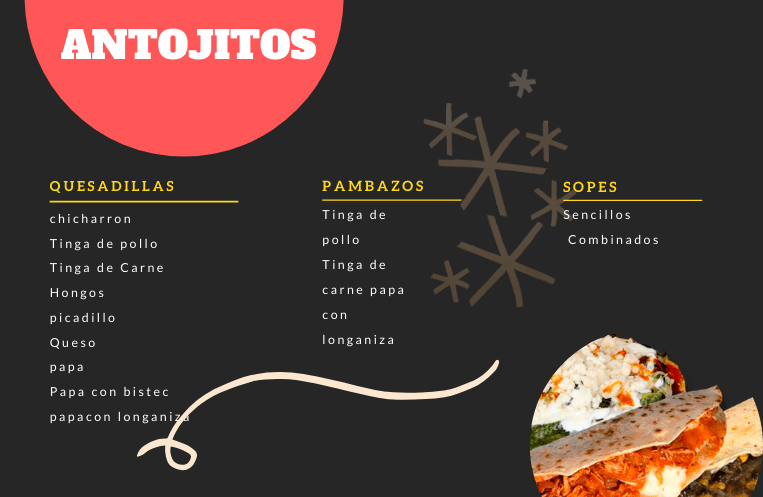 ANTOJITOS
QUESADILLAS
chicharron
Tinga de pollo
Tinga de Carne
Hongos
picadillo
Queso
papa
Papa con bistec
papacon longaniza
PAMBAZOS
Tinga de
pollo
Tinga de
carne papa
con
longaniza
SOPES
Sencillos
Combinados